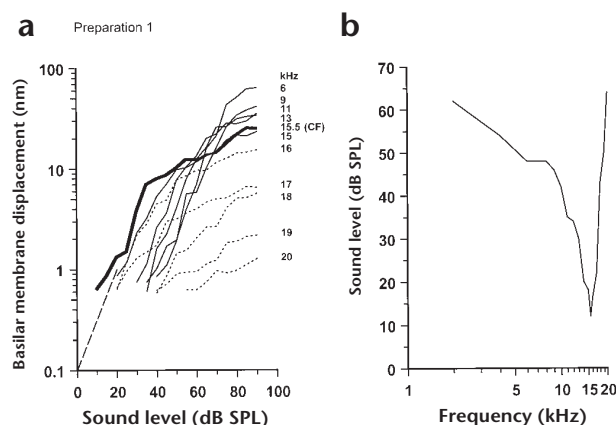 a Preparation 1
Basilar membrane displacement (nm)
100
10
1
0.1
0 20 40 60 80 100
Sound level (dB SPL)
kHz
6
9
11
13
15.5 (CF)
15
16
17
18
19
20
b
Sound level (dB SPL)
70
60
50
40
30
20
10
0
1 5 10 15 20
Frequency (kHz)